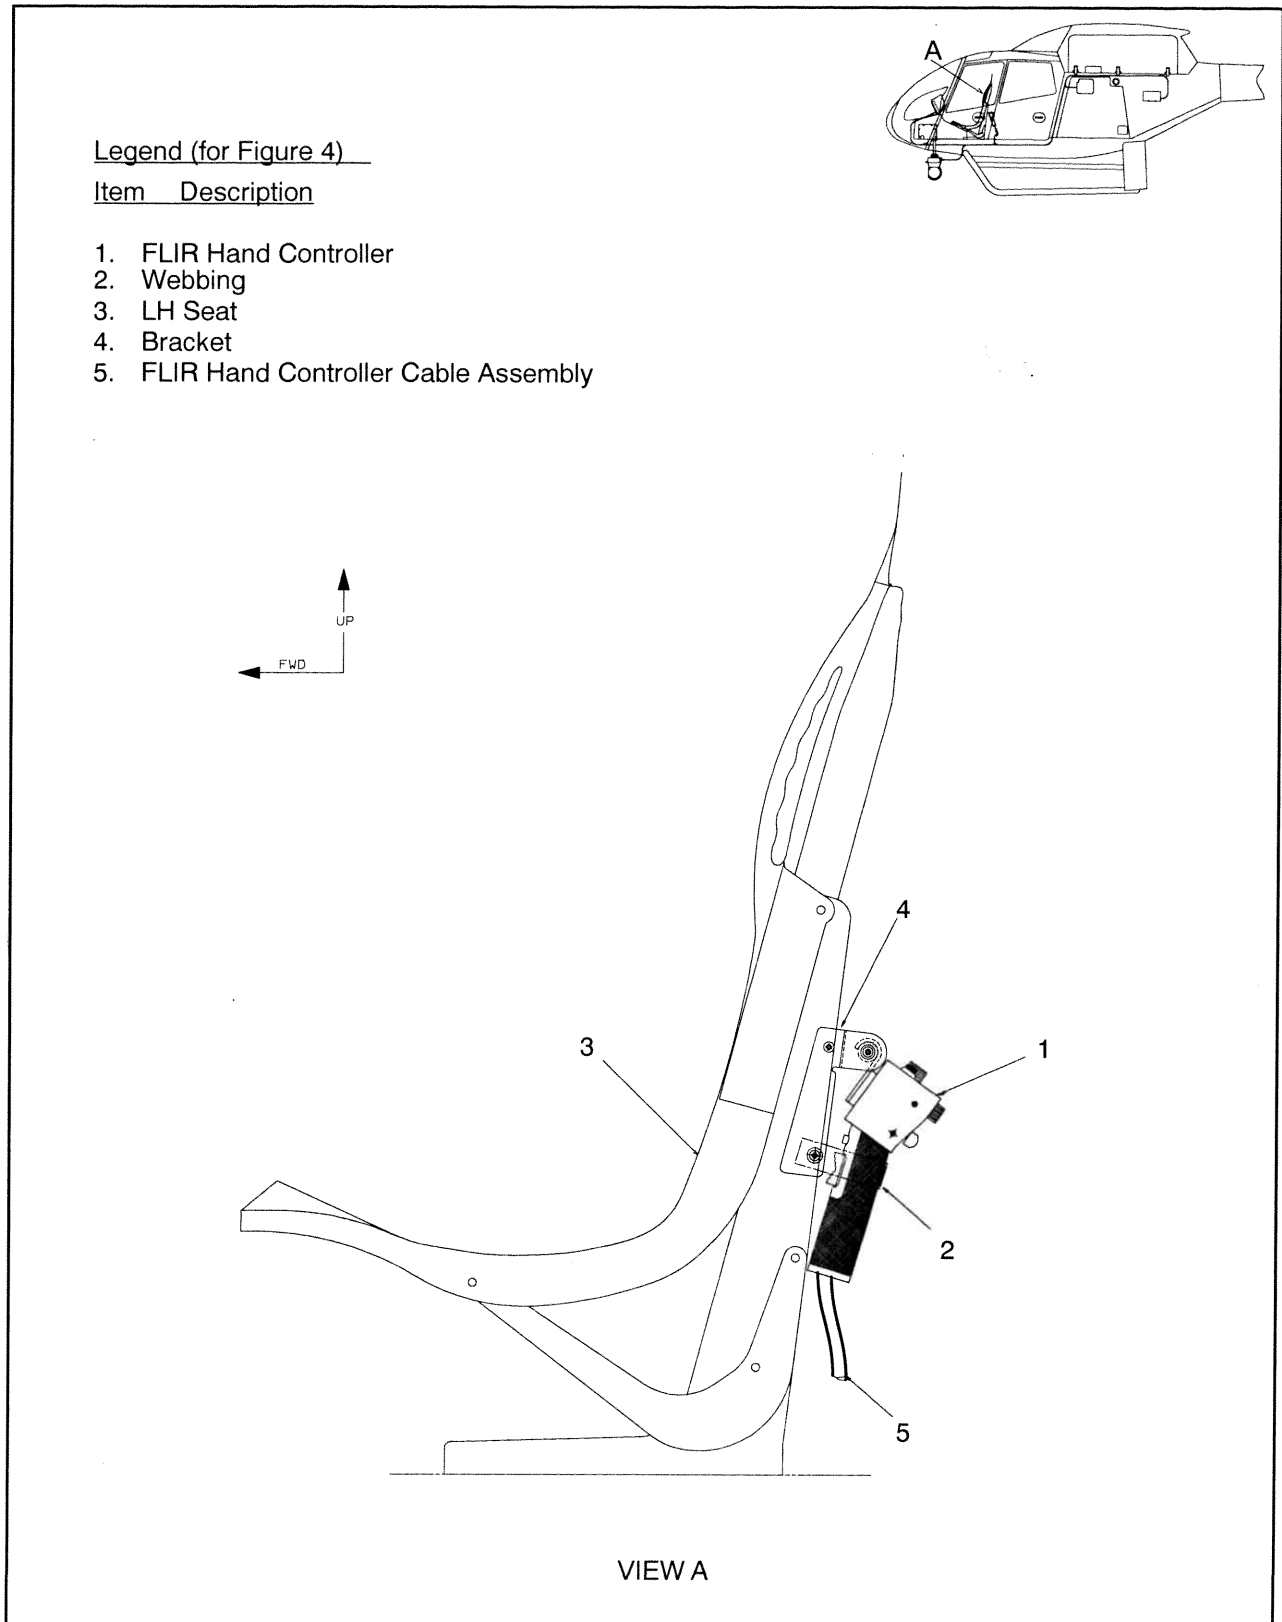 A
Legend (for Figure 4)
Item Description
1. FLIR Hand Controller
2. Webbing
3. LH Seat
4. Bracket
5. FLIR Hand Controller Cable Assembly
UP
FWD
4
3
1
2
5
VIEW A